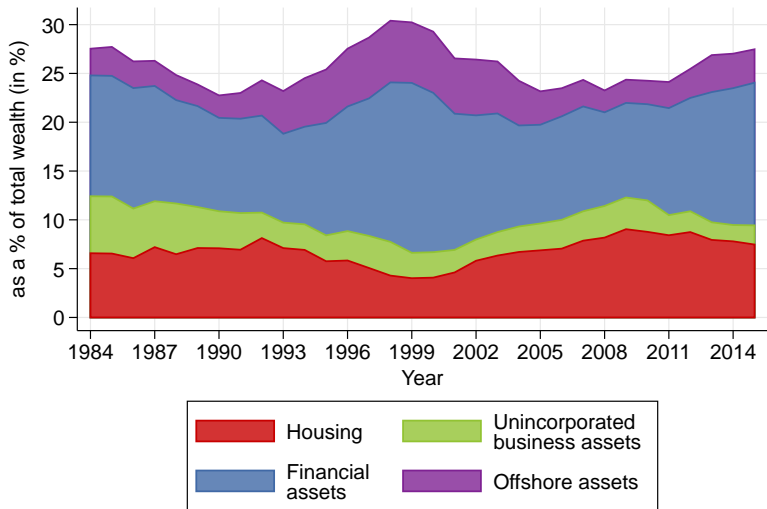 as a % of total wealth (in %)
30
25
20
15
10
5
0
1984 1987 1990 1993 1996 1999 2002 2005 2008 2011 2014
Year
Housing
Unincorporated
business assets
Financial
assets
Offshore assets